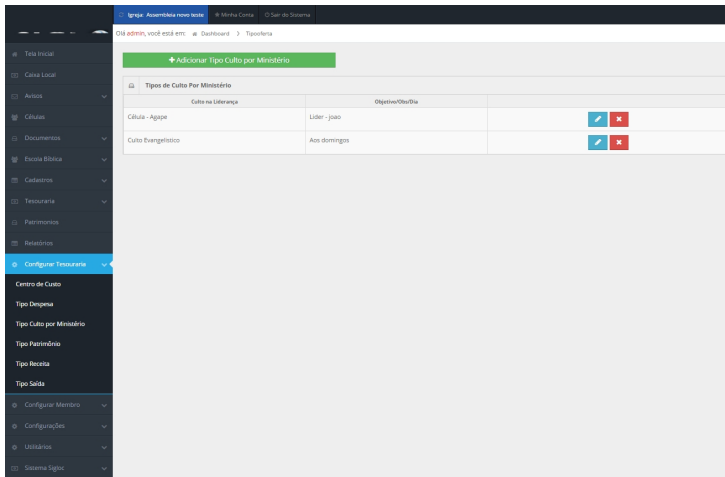 Igreja: Assembleia novo teste Minha Conta Sair do Sistema
Olá admin, você está em: Dashboard > Tipooferta
Tela Inicial
Caixa Local
Avisos
Células
Documentos
Escola Bíblica
Cadastros
Tesouraria
Patrimonios
Relatórios
Configurar Tesouraria
Centro de Custo
Tipo Despesa
Tipo Culto por Ministério
Tipo Patrimônio
Tipo Receita
Tipo Saída
Configurar Membro
Configurações
Utilitários
Sistema Sigloc
+ Adicionar Tipo Culto por Ministério
Tipos de Culto Por Ministério
Culto na Liderança Objetivo/Obs/Dia
Célula - Agape Lider - joao
Culto Evangelistico Aos domingos